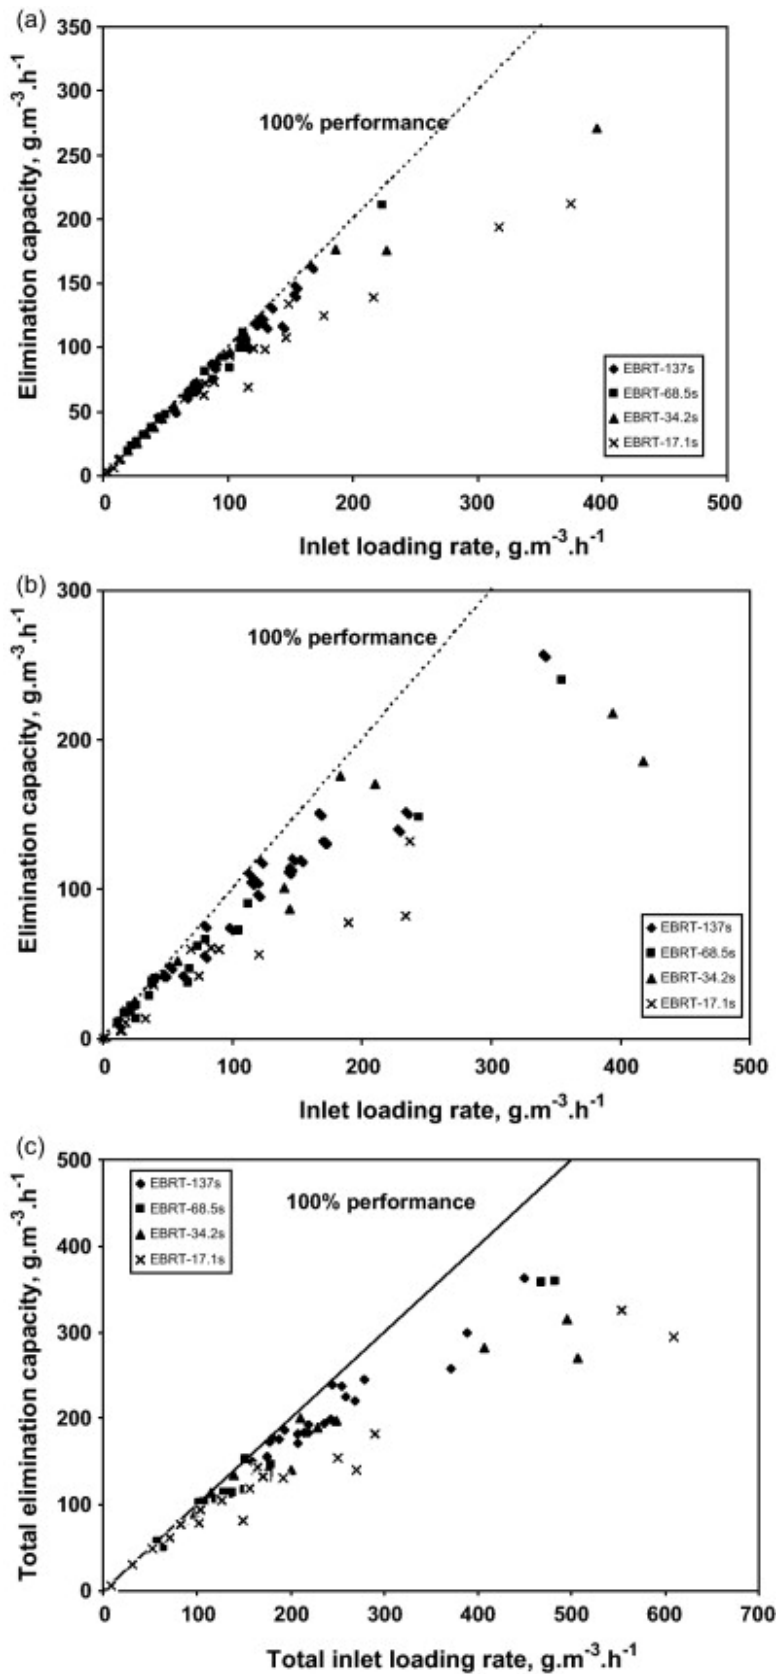 (a)
350
300
250
200
150
100
50
0
Elimination capacity, g.m-3.h-1
100% performance
EBRT-137s
EBRT-68.5s
EBRT-34.2s
EBRT-17.1s
0 100 200 300 400 500
Inlet loading rate, g.m-3.h-1
(b)
300
200
100
0
Elimination capacity, g.m-3.h-1
100% performance
EBRT-137s
EBRT-68.5s
EBRT-34.2s
EBRT-17.1s
0 100 200 300 400 500
Inlet loading rate, g.m-3.h-1
(c)
500
400
300
200
100
0
Total elimination capacity, g.m-3.h-1
EBRT-137s
EBRT-68.5s
EBRT-34.2s
EBRT-17.1s
100% performance
0 100 200 300 400 500 600 700
Total inlet loading rate, g.m-3.h-1